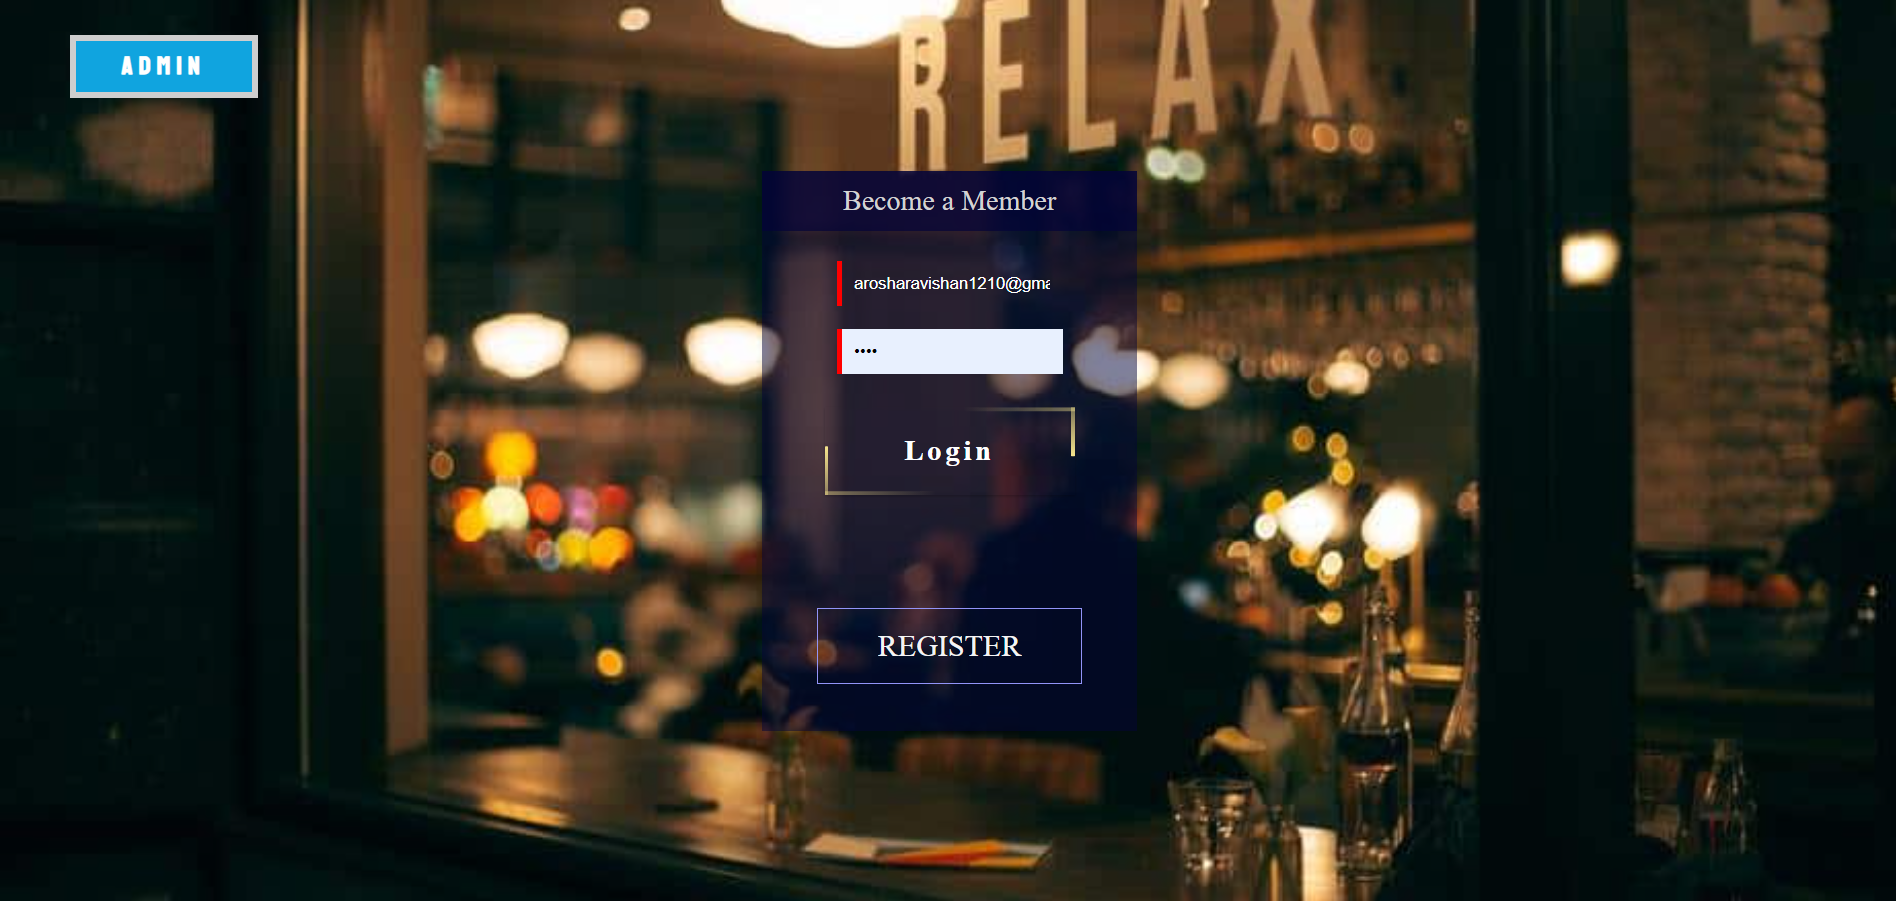 RELAX
ADMIN
Become a Member
arosharavishan1210@gma
••••
Login
REGISTER